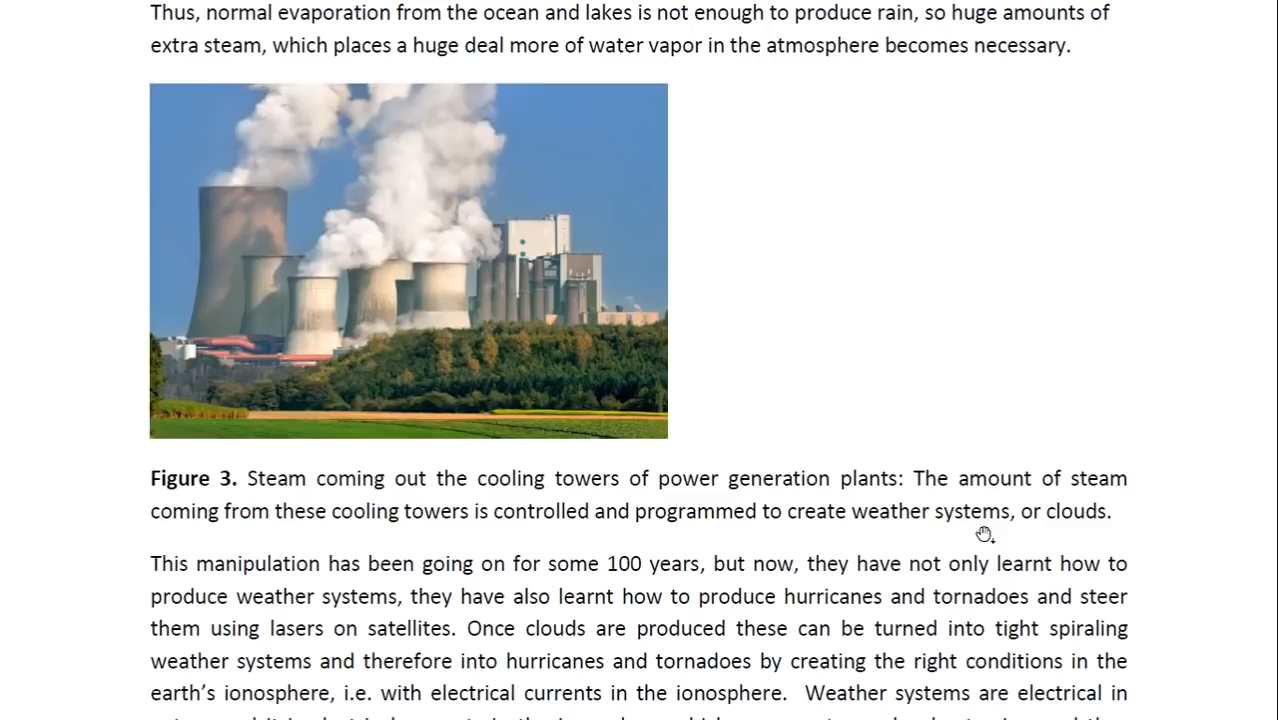 Thus, normal evaporation from the ocean and lakes is not enough to produce rain, so huge amounts of
extra steam, which places a huge deal more of water vapor in the atmosphere becomes necessary.
Figure 3. Steam coming out the cooling towers of power generation plants: The amount of steam
coming from these cooling towers is controlled and programmed to create weather systems, or clouds.
This manipulation has been going on for some 100 years, but now, they have not only learnt how to
produce weather systems, they have also learnt how to produce hurricanes and tornadoes and steer
them using lasers on satellites. Once clouds are produced these can be turned into tight spiraling
weather systems and therefore into hurricanes and tornadoes by creating the right conditions in the
earth's ionosphere, i.e. with electrical currents in the ionosphere. Weather systems are electrical in